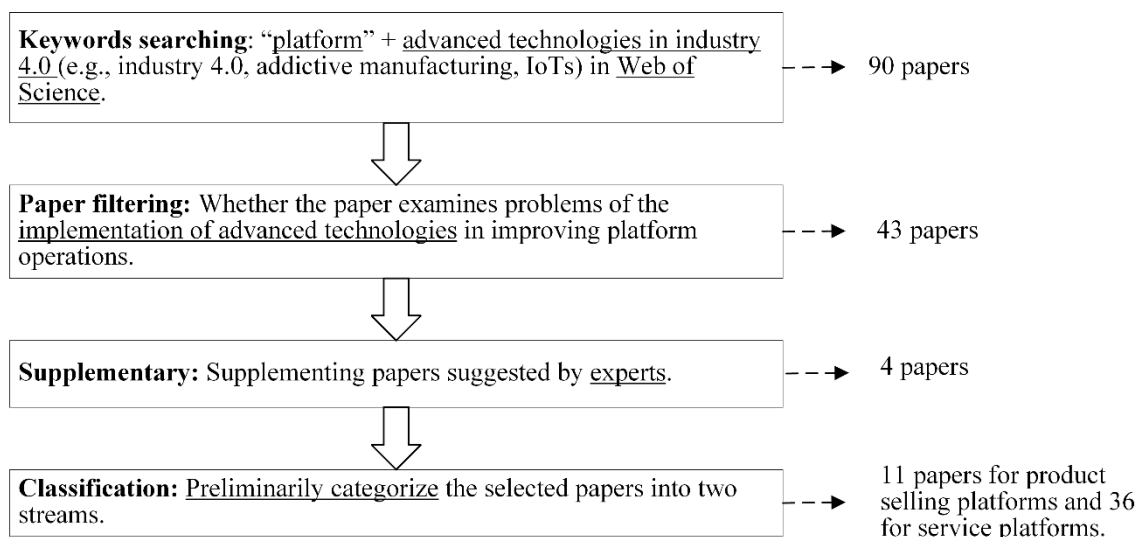 Keywords searching: “platform” + advanced technologies in industry
4.0 (e.g., industry 4.0, addictive manufacturing, IoTs) in Web of
Science.
90 papers
Paper filtering: Whether the paper examines problems of the
implementation of advanced technologies in improving platform
operations.
43 papers
Supplementary: Supplementing papers suggested by experts.
4 papers
Classification: Preliminarily categorize the selected papers into two
streams.
11 papers for product
selling platforms and 36
for service platforms.